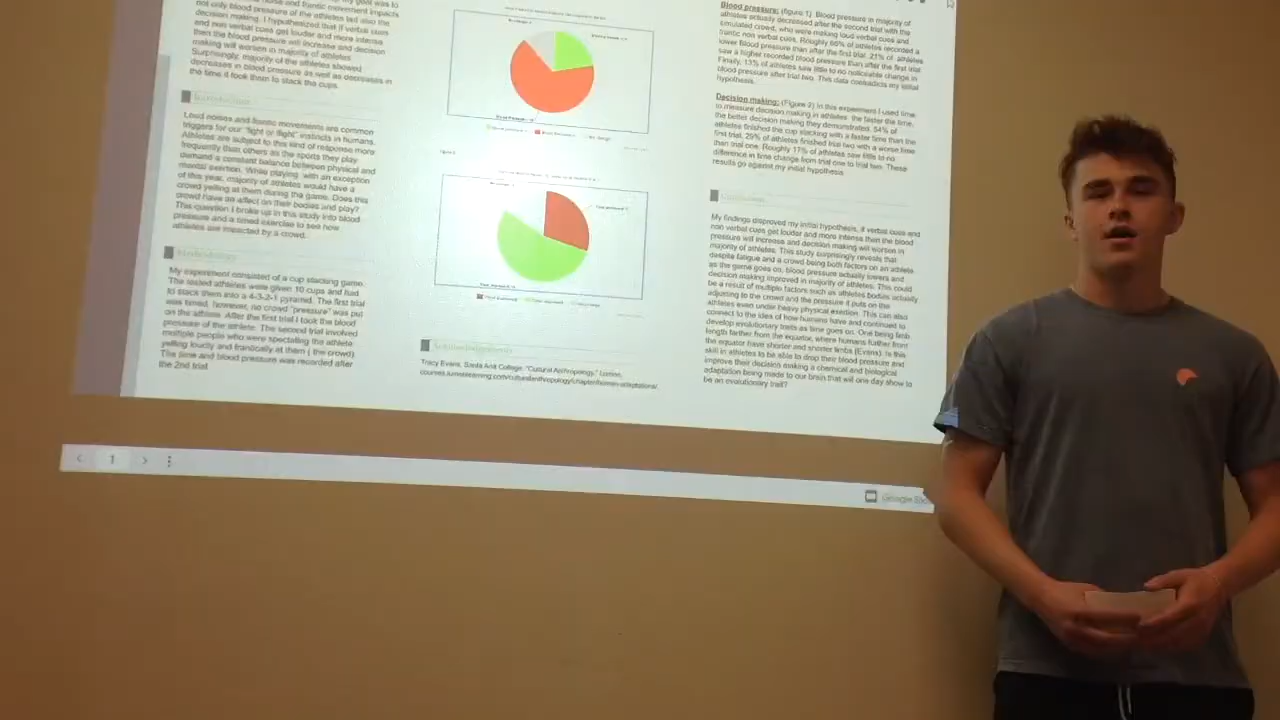 not only blood pressure of the athletes but also the
decision making. I hypothesized that if verbal cues
and non verbal cues get louder and more intense
then the blood pressure will increase and decision
making will worsen in majority of athletes
Surprisingly, majority of the athletes showed
decreases in blood pressure as well as decreases in
the time it took them to stack the cups.
Introduction
Loud noises and frantic movements are common
triggers for our "fight or flight" instincts in humans.
Athletes are subject to this kind of response more
frequently than others as the sports they play
demand a constant balance between physical and
mental exertion. While playing, with an exception
of this year, majority of athletes would have a
crowd yelling at them during the game. Does this
crowd have an affect on their bodies and play?
This question I broke up in this study into blood
pressure and a timed exercise to see how
athletes are impacted by a crowd.
Methodology
My experiment consisted of a cup stacking game.
The tested athletes were given 10 cups and had
to stack them into a 4-3-2-1 pyramid. The first trial
was timed, however, no crowd "pressure" was put
on the athlete. After the first trial I took the blood
pressure of the athlete. The second trial involved
multiple people who were spectating the athlete
yelling loudly and frantically at them ( the crowd)
The time and blood pressure was recorded after
the 2nd trial
Tracy Evans, Santa Ana College. "Cultural Anthropology." Lumen,
courses.lumenlearning.com/culturalanthropology/chapter/human-adaptations/.
Blood pressure: (figure 1) Blood pressure in majority of
athletes actually decreased after the second trial with the
simulated crowd, who were making loud verbal cues and
frantic non verbal cues. Roughly 66% of athletes recorded a
lower blood pressure than after the first trial. 21% of athletes
saw a higher recorded blood pressure than after the first trial
Finally, 13% of athletes saw little to no noticeable change in
blood pressure after trial two. This data contradicts my initial
hypothesis.
Decision making: (Figure 2) In this experiment I used time
to measure decision making in athletes. the faster the time,
the better decision making they demonstrated. 54% of
athletes finished the cup stacking with a faster time than the
first trial, 29% of athletes finished trial two with a worse time
than trial one. Roughly 17% of athletes saw little to no
difference in time change from trial one to trial two. These
results go against my initial hypothesis.
My findings disproved my initial hypothesis, if verbal cues and
non verbal cues get louder and more intense then the blood
pressure will increase and decision making will worsen in
majority of athletes. This study surprisingly reveals that
despite fatigue and a crowd being both factors on an athlete
as the game goes on, blood pressure actually lowers and
decision making improved in majority of athletes. This could
be a result of multiple factors such as athletes bodies actually
adjusting to the crowd and the pressure it puts on the
athletes even under heavy physical exertion. This can also
connect to the idea of how humans have and continued to
develop evolutionary traits as time goes on. One being limb
length farther from the equator, where humans further from
the equator have shorter and shorter limbs (Evans). Is this
skill in athletes to be able to drop their blood pressure and
improve their decision making a chemical and biological
adaptation being made to our brain that will one day show to
be an evolutionary trait?
1
Google